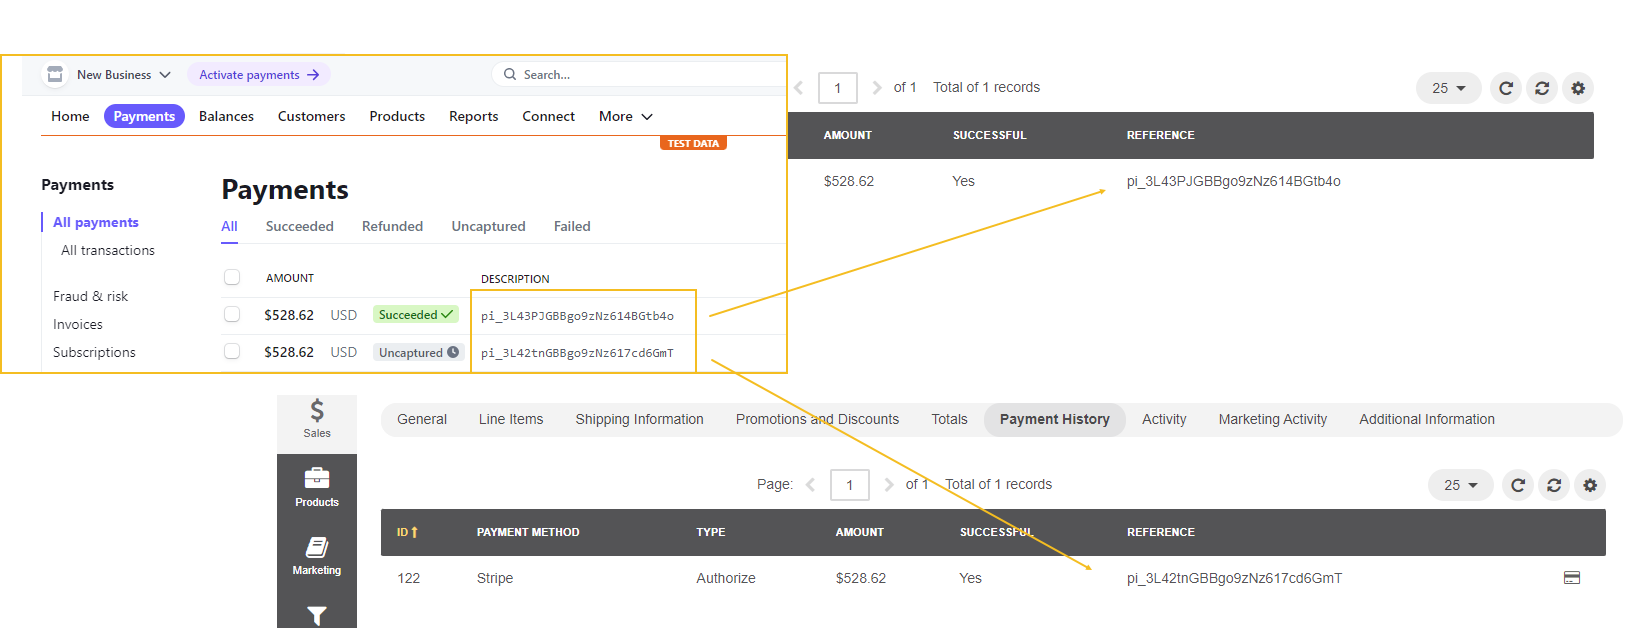 New Business
Activate payments →
Search...
Home Payments Balances Customers Products Reports Connect More
TEST DATA
Payments
All payments
All transactions
Fraud & risk
Invoices
Subscriptions
Payments
All Succeeded Refunded Uncaptured Failed
AMOUNT DESCRIPTION
$528.62 USD Succeeded pi_3L43PJGBBgo9zNz614BGtb4o
$528.62 USD Uncaptured pi_3L42tnGBBgo9zNz617cd6GmT
1 of 1 Total of 1 records 25
AMOUNT SUCCESSFUL REFERENCE
$528.62 Yes pi_3L43PJGBBgo9zNz614BGtb4o
Sales
Products
Marketing
General Line Items Shipping Information Promotions and Discounts Totals Payment History Activity Marketing Activity Additional Information
Page: 1 of 1 Total of 1 records 25
ID PAYMENT METHOD TYPE AMOUNT SUCCESSFUL REFERENCE
122 Stripe Authorize $528.62 Yes pi_3L42tnGBBgo9zNz617cd6GmT